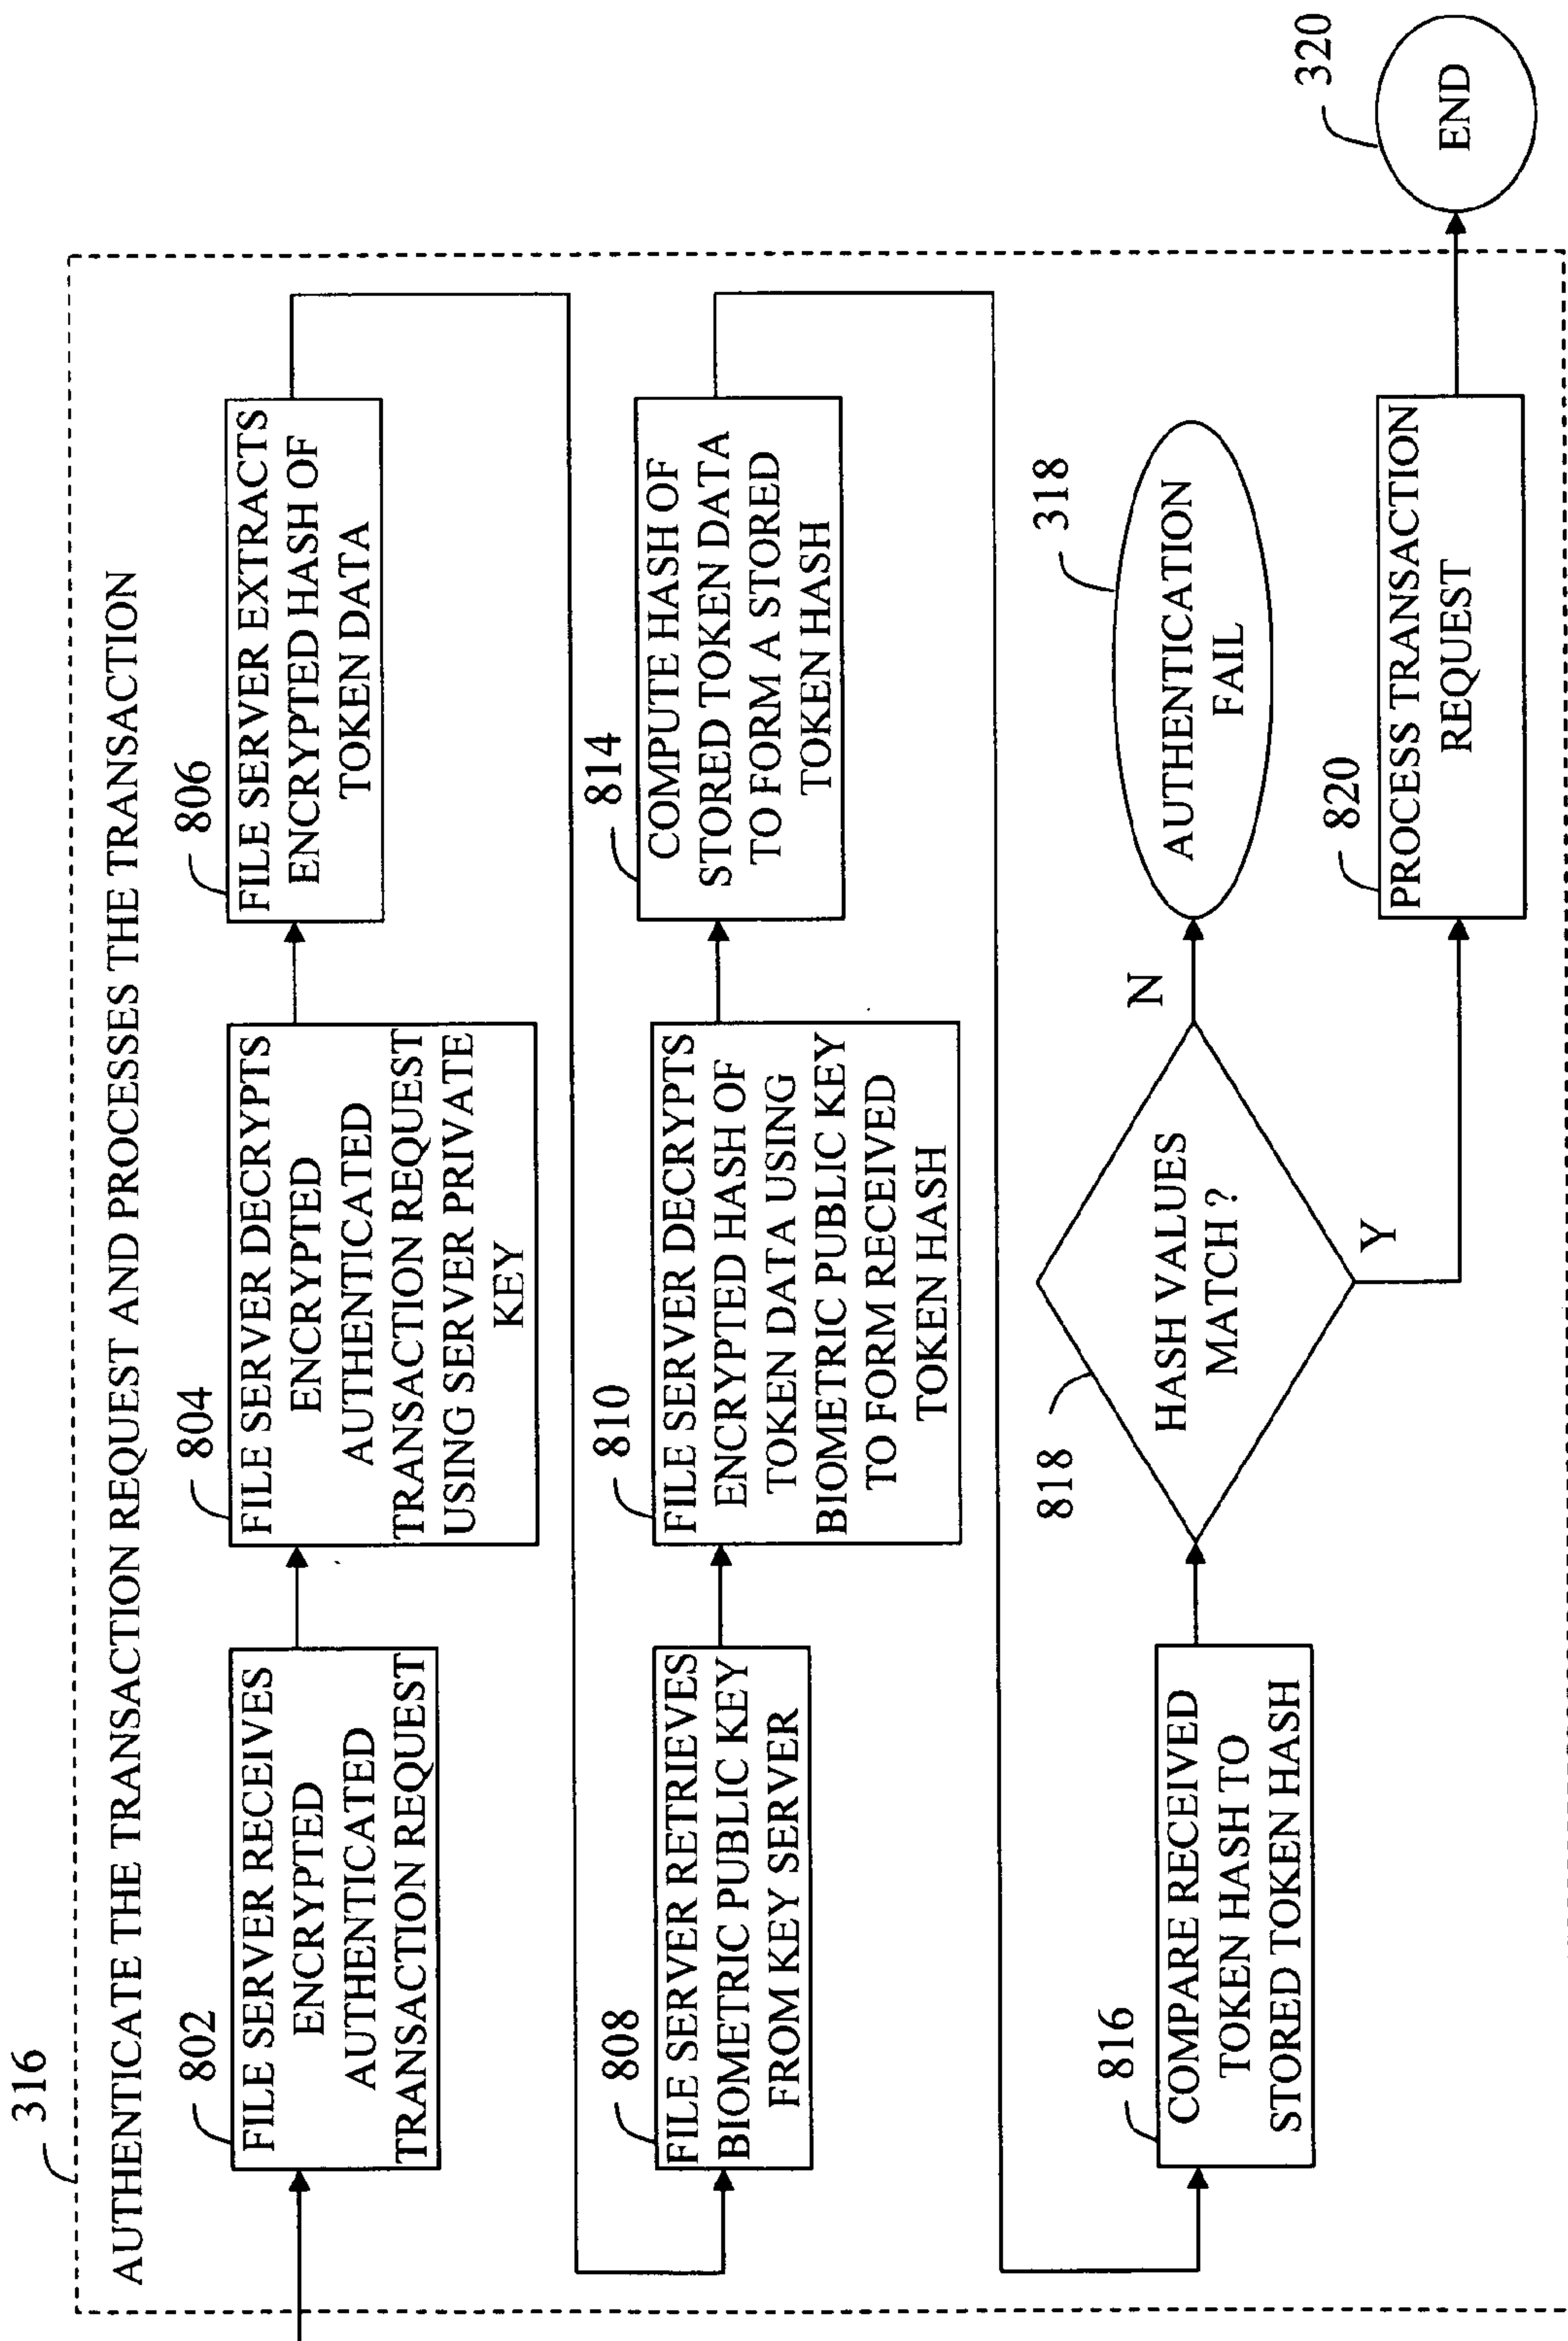 316
AUTHENTICATE THE TRANSACTION REQUEST AND PROCESSES THE TRANSACTION
802
FILE SERVER RECEIVES
ENCRYPTED
AUTHENTICATED
TRANSACTION REQUEST
804
FILE SERVER DECRYPTS
ENCRYPTED
AUTHENTICATED
TRANSACTION REQUEST
USING SERVER PRIVATE
KEY
806
FILE SERVER EXTRACTS
ENCRYPTED HASH OF
TOKEN DATA
808
FILE SERVER RETRIEVES
BIOMETRIC PUBLIC KEY
FROM KEY SERVER
810
FILE SERVER DECRYPTS
ENCRYPTED HASH OF
TOKEN DATA USING
BIOMETRIC PUBLIC KEY
TO FORM RECEIVED
TOKEN HASH
814
COMPUTE HASH OF
STORED TOKEN DATA
TO FORM A STORED
TOKEN HASH
816
COMPARE RECEIVED
TOKEN HASH TO
STORED TOKEN HASH
818
HASH VALUES
MATCH ?
N
318
AUTHENTICATION
FAIL
Y
820
PROCESS TRANSACTION
REQUEST
320
END